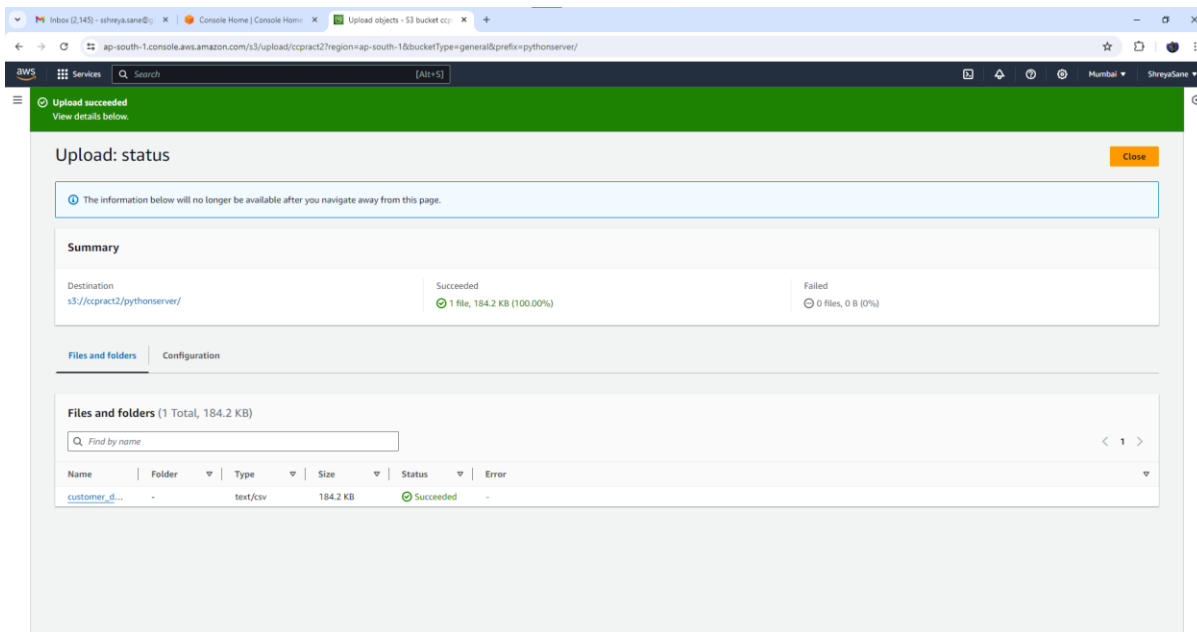 Inbox (2,145) - sshreya.sane@g
Console Home | Console Home
Upload objects - S3 bucket ccp
ap-south-1.console.aws.amazon.com/s3/upload/ccpract2?region=ap-south-1&bucketType=general&prefix=pythonserver/
aws Services Search [Alt+S] Mumbai ShreyaSane
Upload succeeded
View details below.
Upload: status
Close
The information below will no longer be available after you navigate away from this page.
Summary
Destination Succeeded Failed
s3://ccpract2/pythonserver/ 1 file, 184.2 KB (100.00%) 0 files, 0 B (0%)
Files and folders Configuration
Files and folders (1 Total, 184.2 KB)
Find by name 1
Name Folder Type Size Status Error
customer_d... - text/csv 184.2 KB Succeeded -